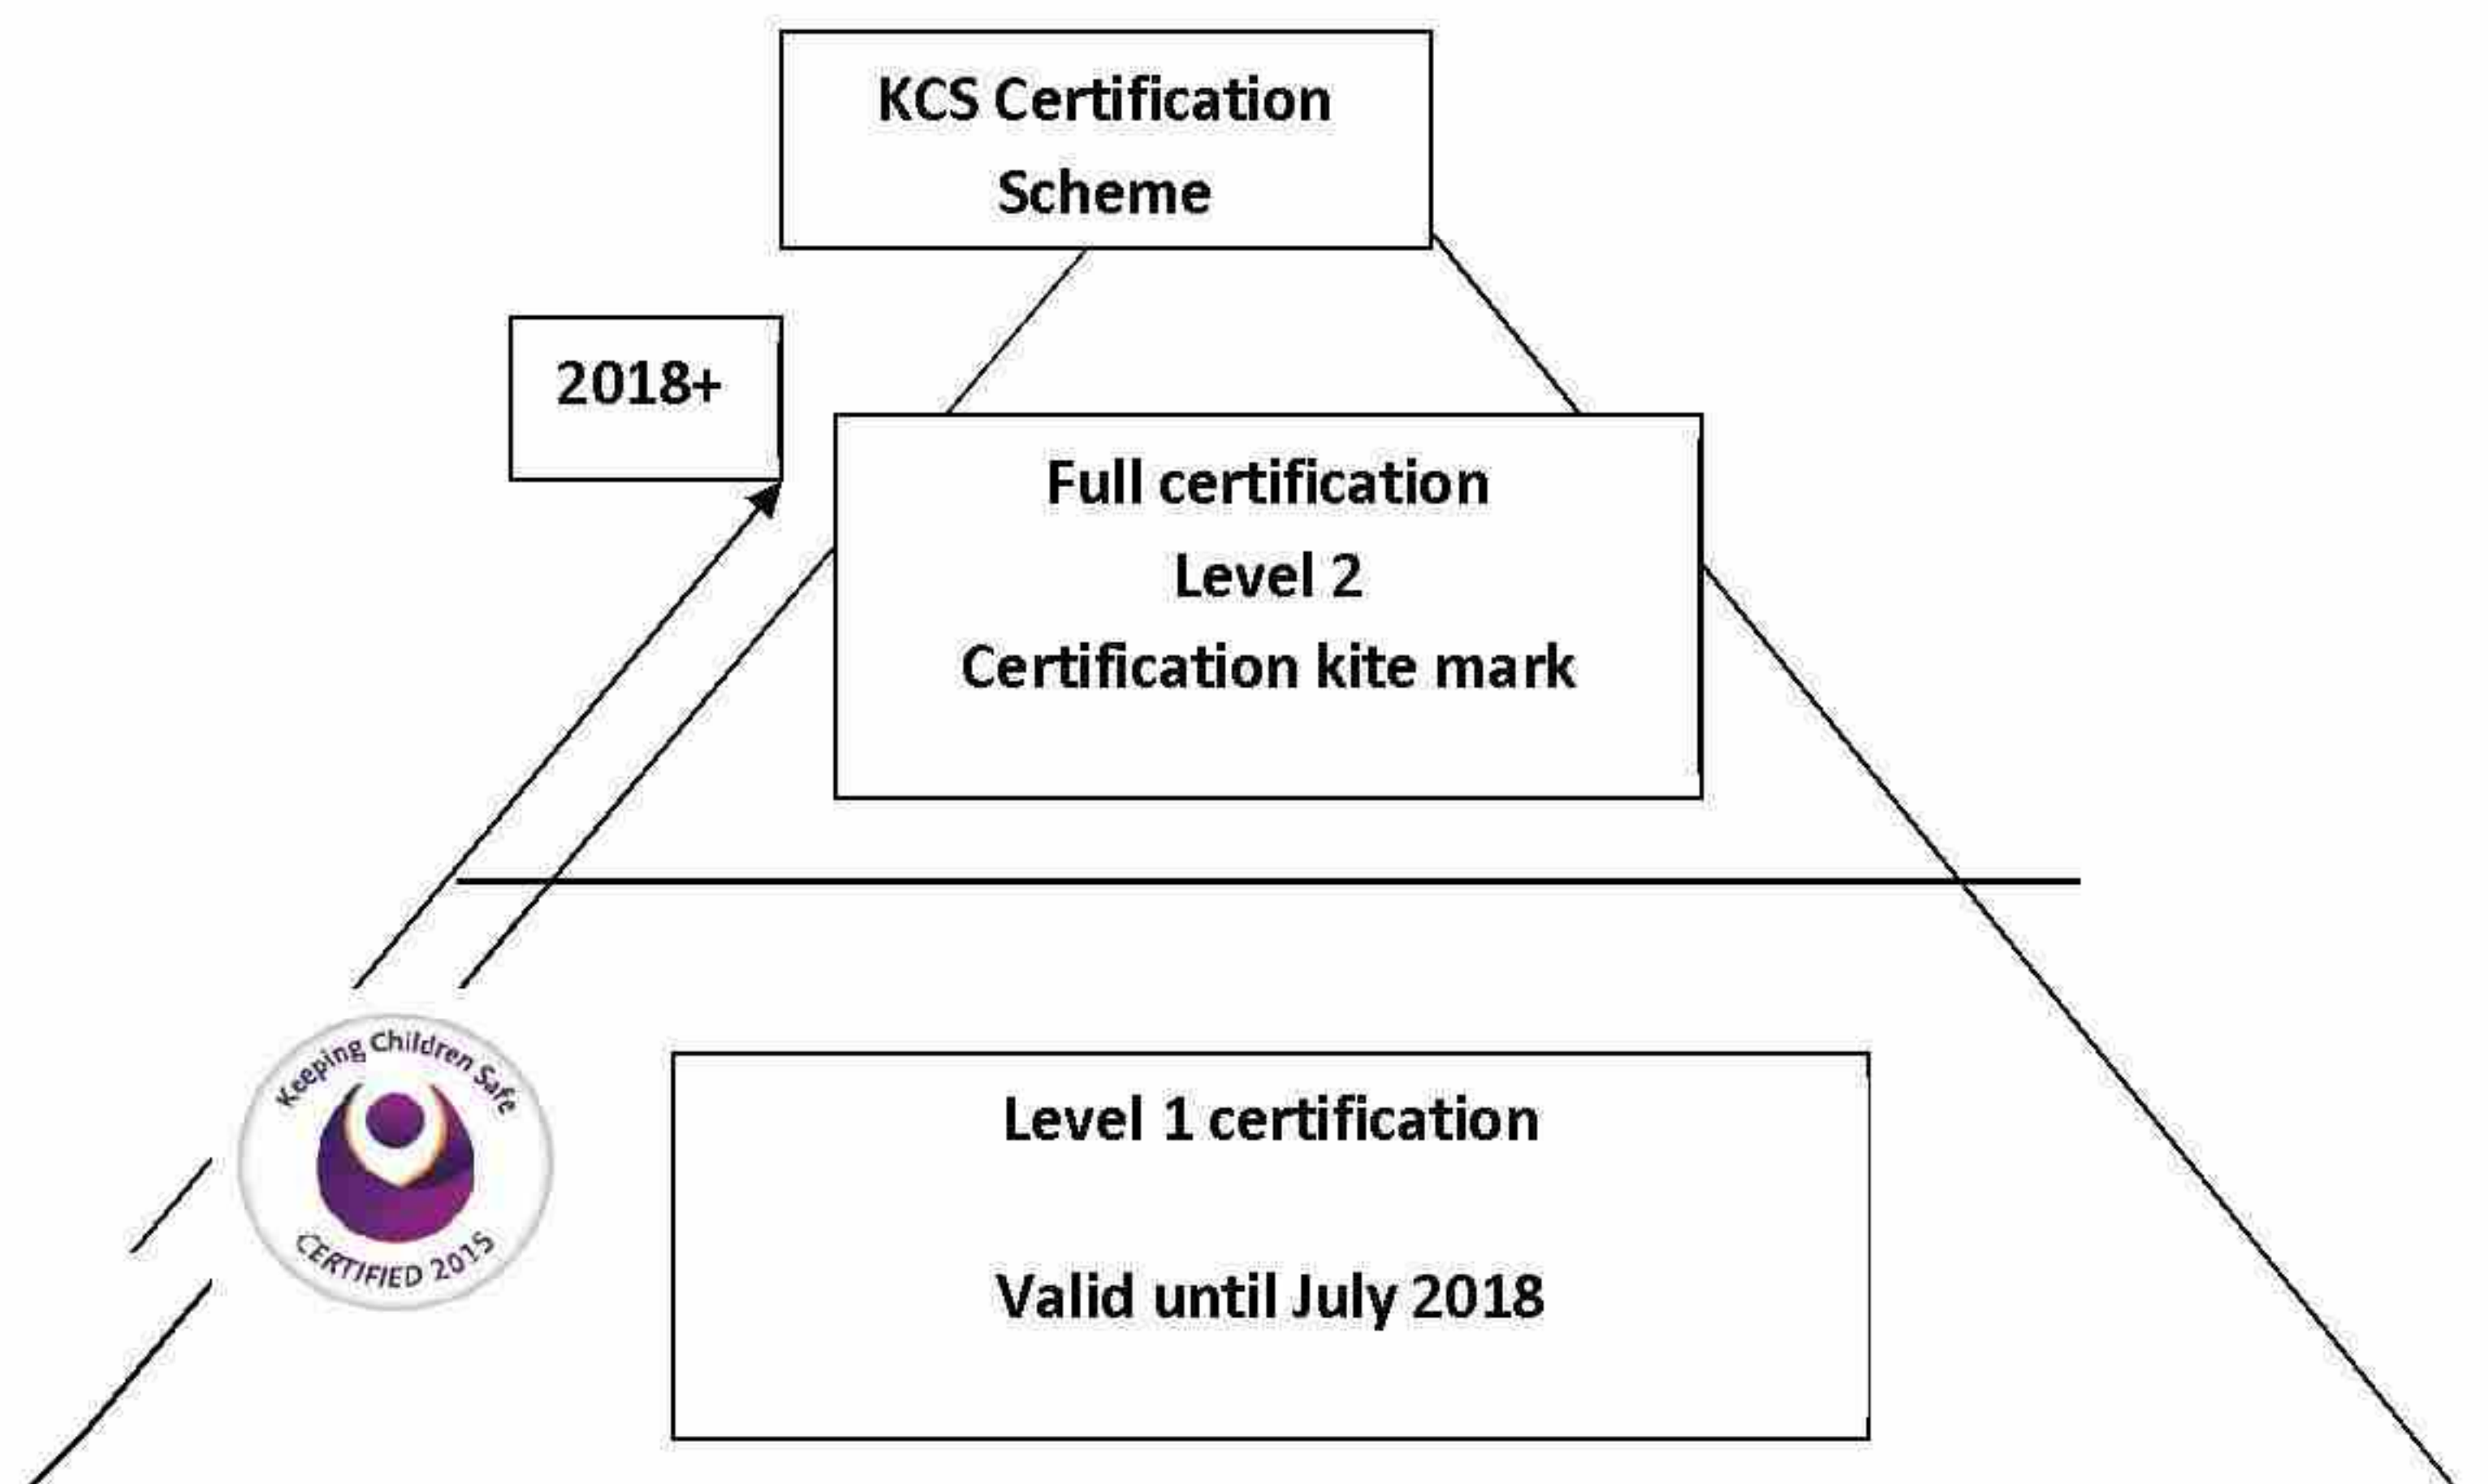 KCS Certification
Scheme
2018+
Full certification
Level 2
Certification kite mark
Keeping Children Safe
CERTIFIED 2015
Level 1 certification
Valid until July 2018